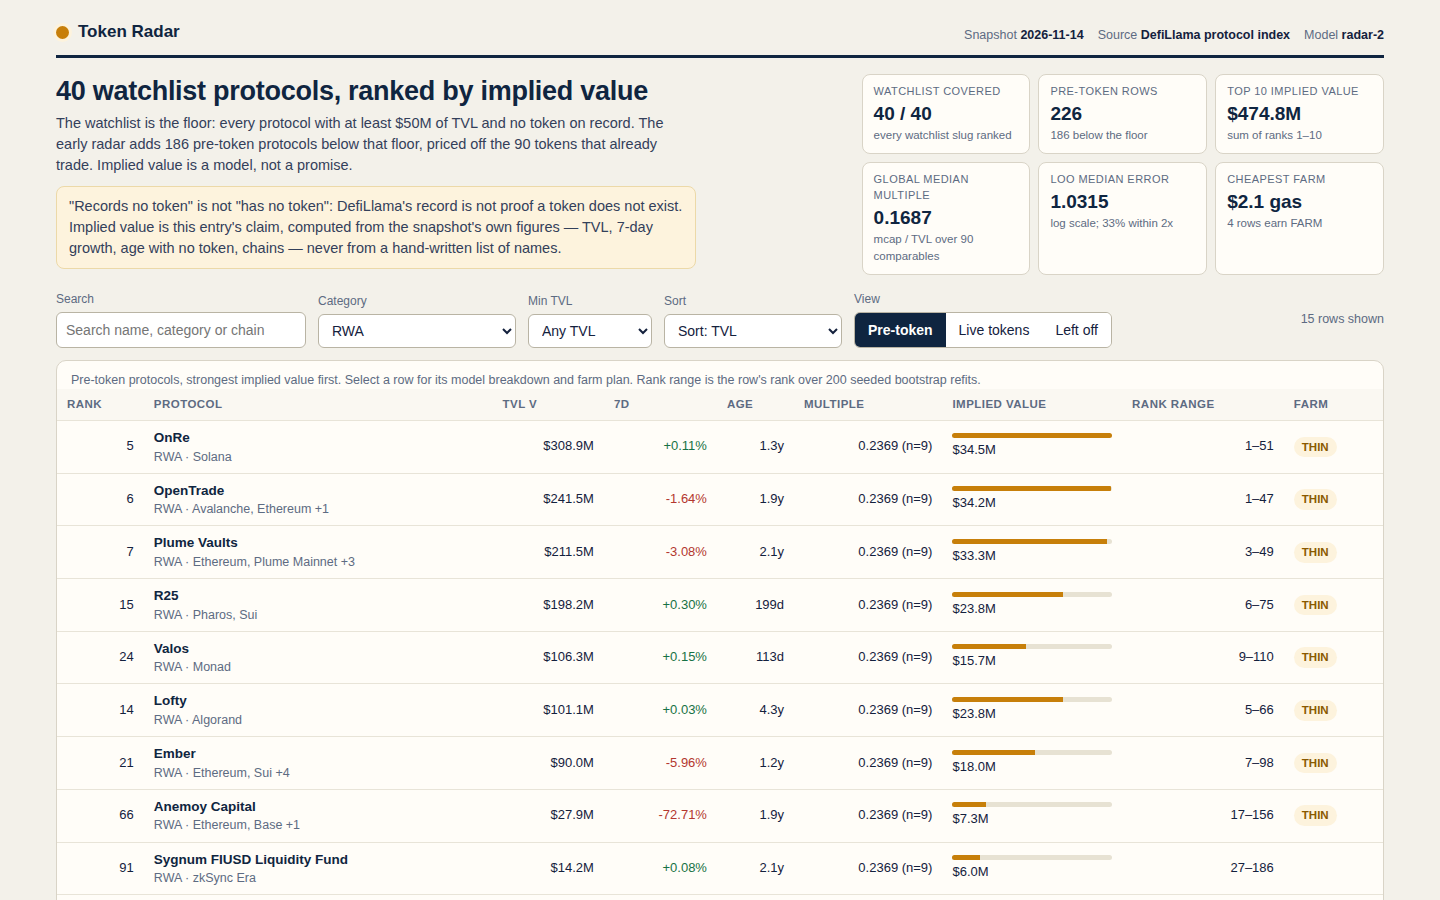 Token Radar
Snapshot 2026-11-14 Source DefiLlama protocol index Model radar-2
40 watchlist protocols, ranked by implied value
The watchlist is the floor: every protocol with at least $50M of TVL and no token on record. The
early radar adds 186 pre-token protocols below that floor, priced off the 90 tokens that already
trade. Implied value is a model, not a promise.
"Records no token" is not "has no token": DefiLlama's record is not proof a token does not exist.
Implied value is this entry's claim, computed from the snapshot's own figures — TVL, 7-day
growth, age with no token, chains — never from a hand-written list of names.
WATCHLIST COVERED
40 / 40
every watchlist slug ranked
PRE-TOKEN ROWS
226
186 below the floor
TOP 10 IMPLIED VALUE
$474.8M
sum of ranks 1–10
GLOBAL MEDIAN
MULTIPLE
0.1687
mcap / TVL over 90
comparables
LOO MEDIAN ERROR
1.0315
log scale; 33% within 2x
CHEAPEST FARM
$2.1 gas
4 rows earn FARM
Search
Search name, category or chain
Category
RWA
Min TVL
Any TVL
Sort
Sort: TVL
View
Pre-token Live tokens Left off
15 rows shown
Pre-token protocols, strongest implied value first. Select a row for its model breakdown and farm plan. Rank range is the row's rank over 200 seeded bootstrap refits.
RANK PROTOCOL TVL V 7D AGE MULTIPLE IMPLIED VALUE RANK RANGE FARM
5 OnRe $308.9M +0.11% 1.3y 0.2369 (n=9) $34.5M 1–51 THIN
RWA · Solana
6 OpenTrade $241.5M -1.64% 1.9y 0.2369 (n=9) $34.2M 1–47 THIN
RWA · Avalanche, Ethereum +1
7 Plume Vaults $211.5M -3.08% 2.1y 0.2369 (n=9) $33.3M 3–49 THIN
RWA · Ethereum, Plume Mainnet +3
15 R25 $198.2M +0.30% 199d 0.2369 (n=9) $23.8M 6–75 THIN
RWA · Pharos, Sui
24 Valos $106.3M +0.15% 113d 0.2369 (n=9) $15.7M 9–110 THIN
RWA · Monad
14 Lofty $101.1M +0.03% 4.3y 0.2369 (n=9) $23.8M 5–66 THIN
RWA · Algorand
21 Ember $90.0M -5.96% 1.2y 0.2369 (n=9) $18.0M 7–98 THIN
RWA · Ethereum, Sui +4
66 Anemoy Capital $27.9M -72.71% 1.9y 0.2369 (n=9) $7.3M 17–156 THIN
RWA · Ethereum, Base +1
91 Sygnum FIUSD Liquidity Fund $14.2M +0.08% 2.1y 0.2369 (n=9) $6.0M 27–186
RWA · zkSync Era